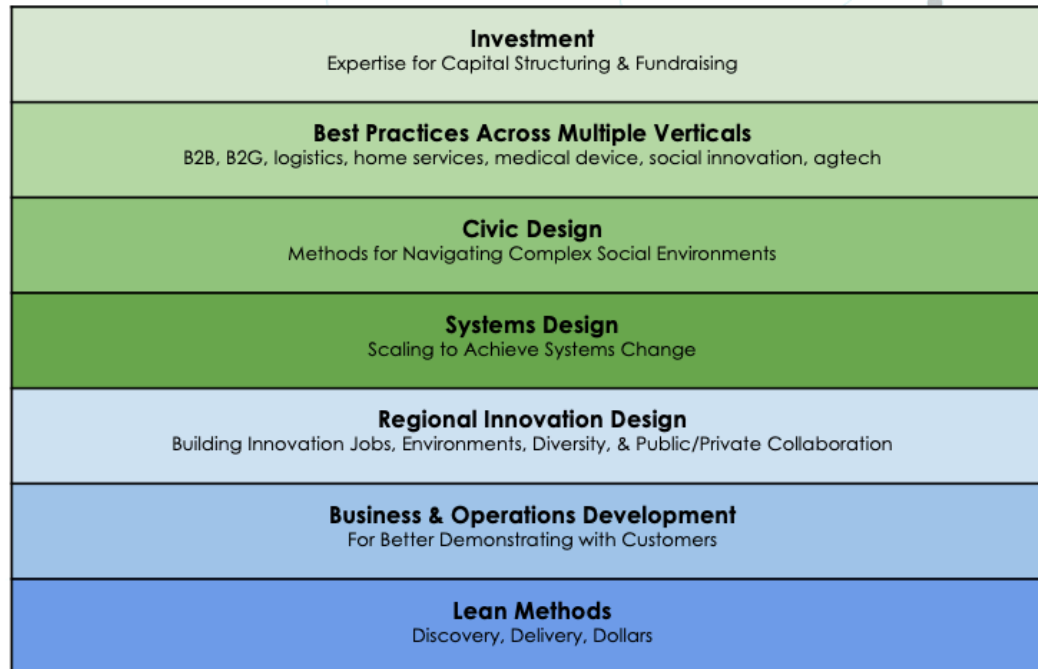 Investment
Expertise for Capital Structuring & Fundraising
Best Practices Across Multiple Verticals
B2B, B2G, logistics, home services, medical device, social innovation, agtech
Civic Design
Methods for Navigating Complex Social Environments
Systems Design
Scaling to Achieve Systems Change
Regional Innovation Design
Building Innovation Jobs, Environments, Diversity, & Public/Private Collaboration
Business & Operations Development
For Better Demonstrating with Customers
Lean Methods
Discovery, Delivery, Dollars